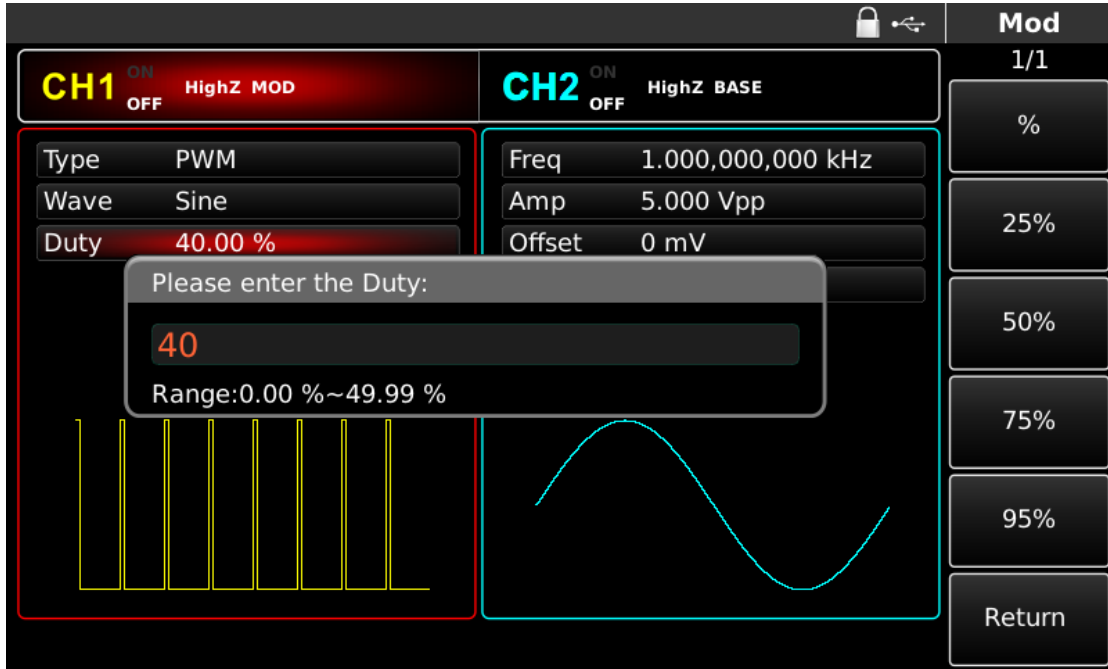 Mod
1/1
CH1 ON OFF HighZ MOD
CH2 ON OFF HighZ BASE
Type PWM
Wave Sine
Duty 40.00 %
Freq 1.000,000,000 kHz
Amp 5.000 Vpp
Offset 0 mV
Please enter the Duty:
40
Range:0.00 %~49.99 %
%
25%
50%
75%
95%
Return